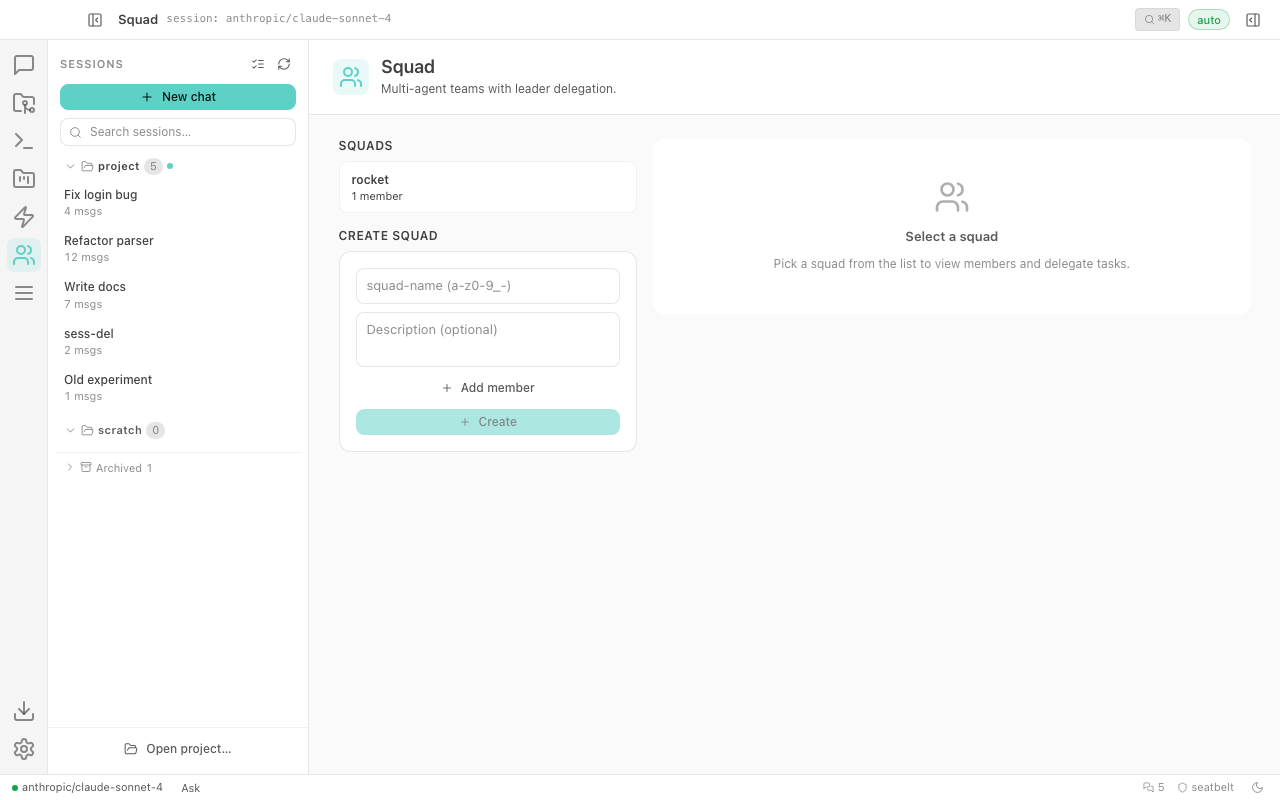 Squad session: anthropic/claude-sonnet-4
⌘K
auto
SESSIONS
New chat
Search sessions...
project 5
Fix login bug
4 msgs
Refactor parser
12 msgs
Write docs
7 msgs
sess-del
2 msgs
Old experiment
1 msgs
scratch 0
Archived 1
Open project...
Squad
Multi-agent teams with leader delegation.
SQUADS
rocket
1 member
CREATE SQUAD
squad-name (a-z0-9_-)
Description (optional)
Add member
Create
Select a squad
Pick a squad from the list to view members and delegate tasks.
anthropic/claude-sonnet-4 Ask
5 seatbelt